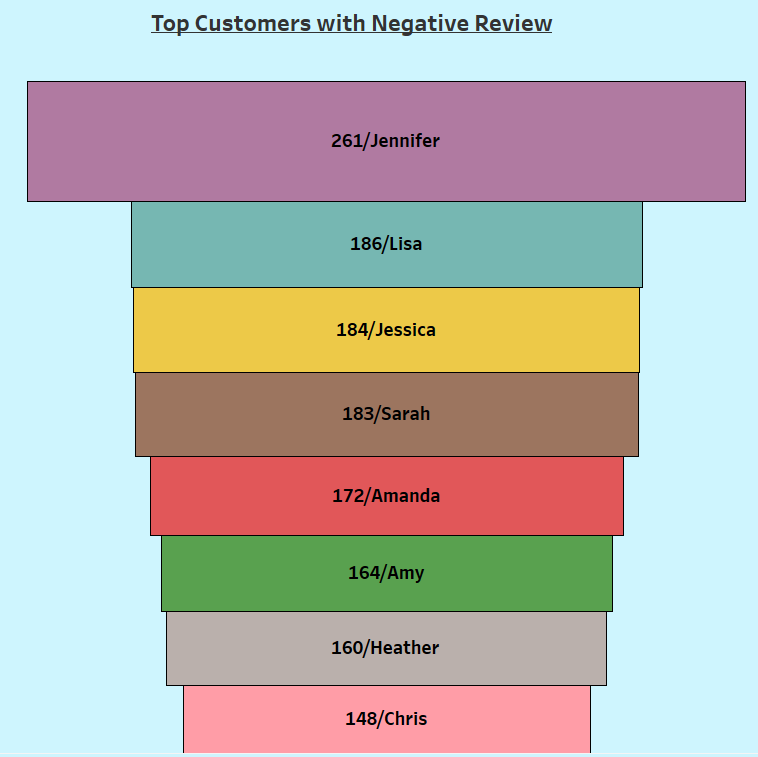 Top Customers with Negative Review
261/Jennifer
186/Lisa
184/Jessica
183/Sarah
172/Amanda
164/Amy
160/Heather
148/Chris